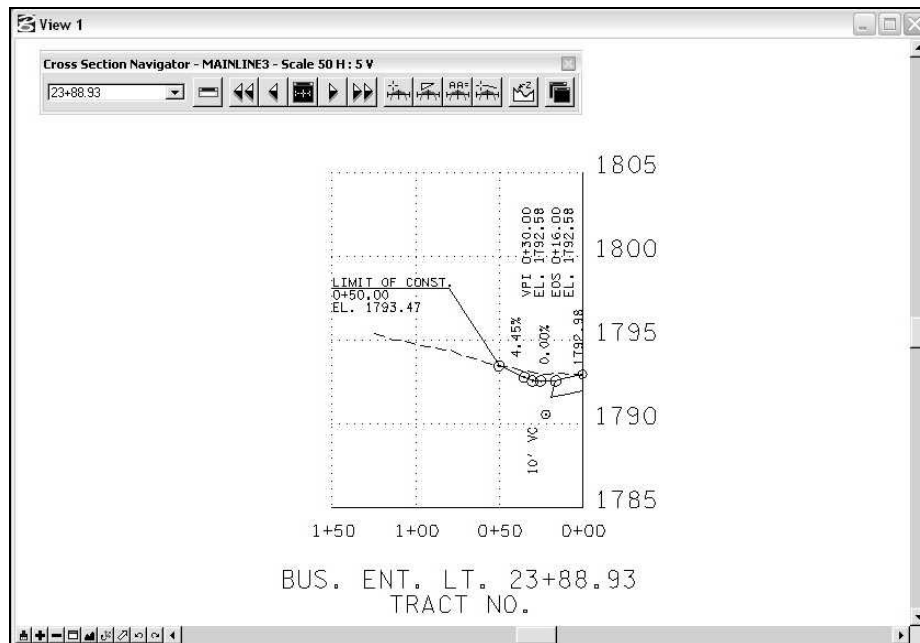 View 1
Cross Section Navigator - MAINLINE3 - Scale 50 H : 5 V
23+88.93
1805
1800
1795
1790
1785
VPI 0+30.00
EL. 1792.58
EOS 0+16.00
EL. 1792.58
LIMIT OF CONST.
0+50.00
EL. 1793.47
4.45%
0.00%
1792.98
10' VC
1+50
1+00
0+50
0+00
BUS. ENT. LT. 23+88.93
TRACT NO.